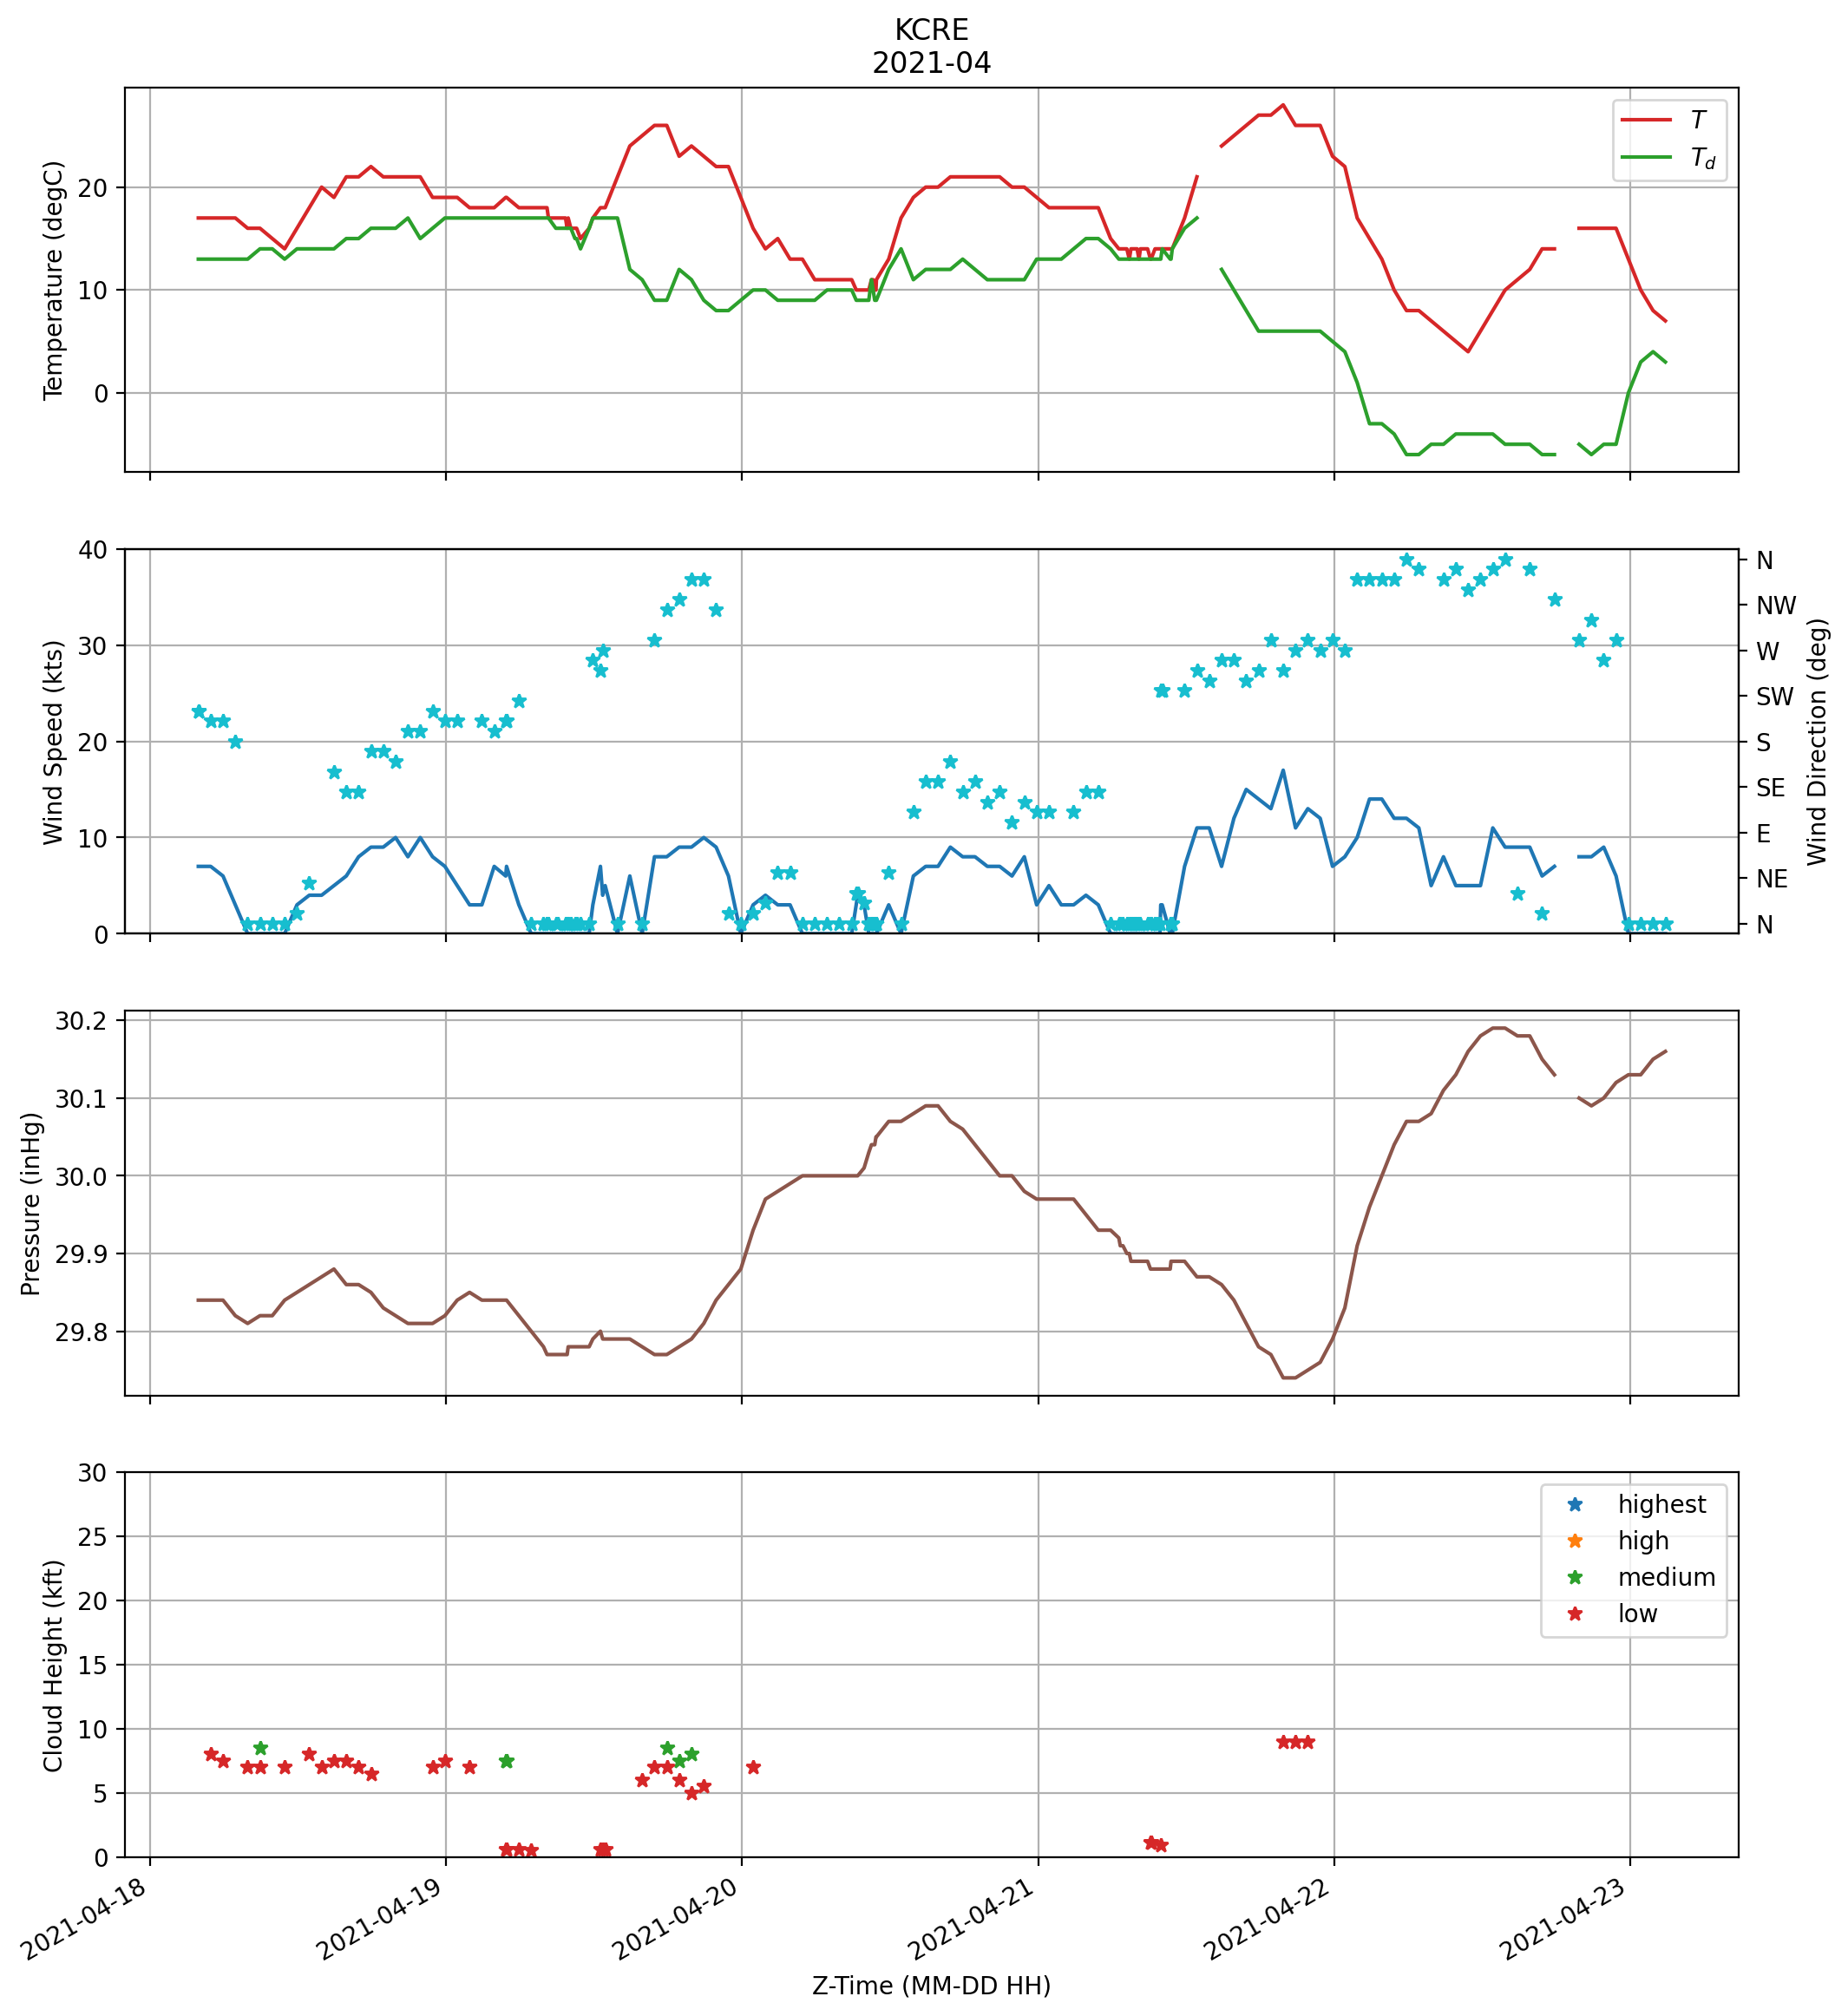 KCRE
2021-04
Temperature (degC)
20
10
0
T
T_d
Wind Speed (kts)
40
30
20
10
0
N
NW
W
SW
S
SE
E
NE
N
Wind Direction (deg)
Pressure (inHg)
30.2
30.1
30.0
29.9
29.8
Cloud Height (kft)
30
25
20
15
10
5
0
highest
high
medium
low
2021-04-18
2021-04-19
2021-04-20
2021-04-21
2021-04-22
2021-04-23
Z-Time (MM-DD HH)